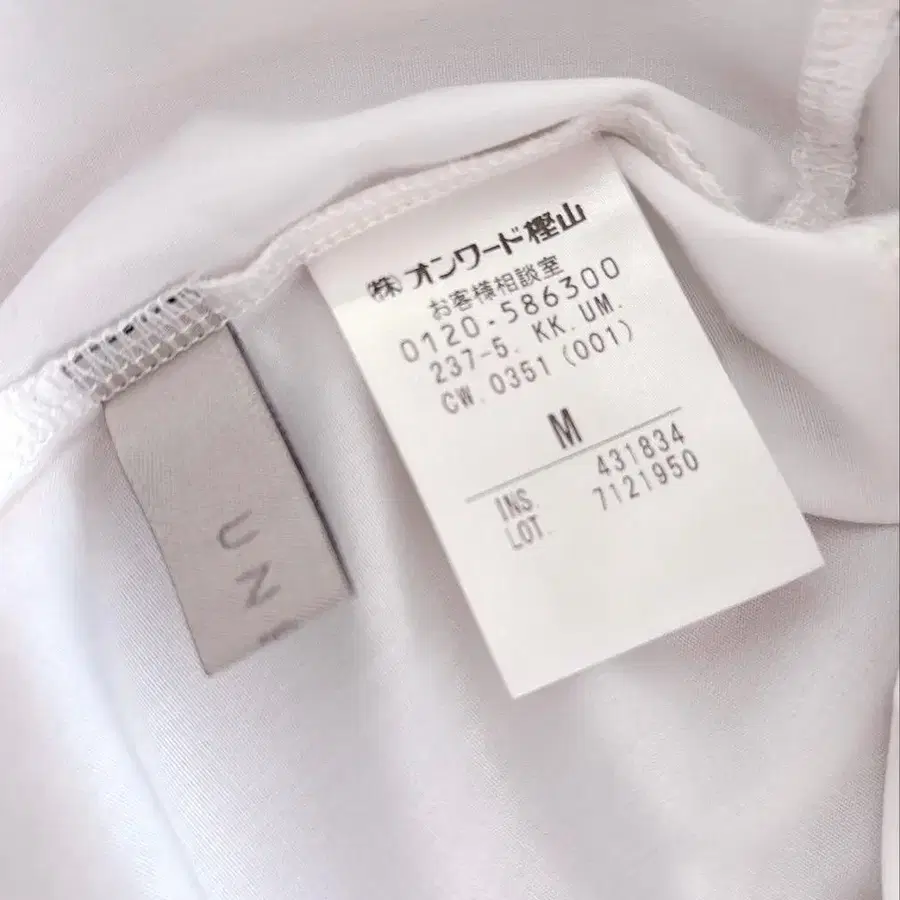 ㈱オンワード樫山
お客様相談室
0120-586300
237-5. KK.UM.
CW.0351(001)
M
INS. 431834
LOT. 7121950
UN